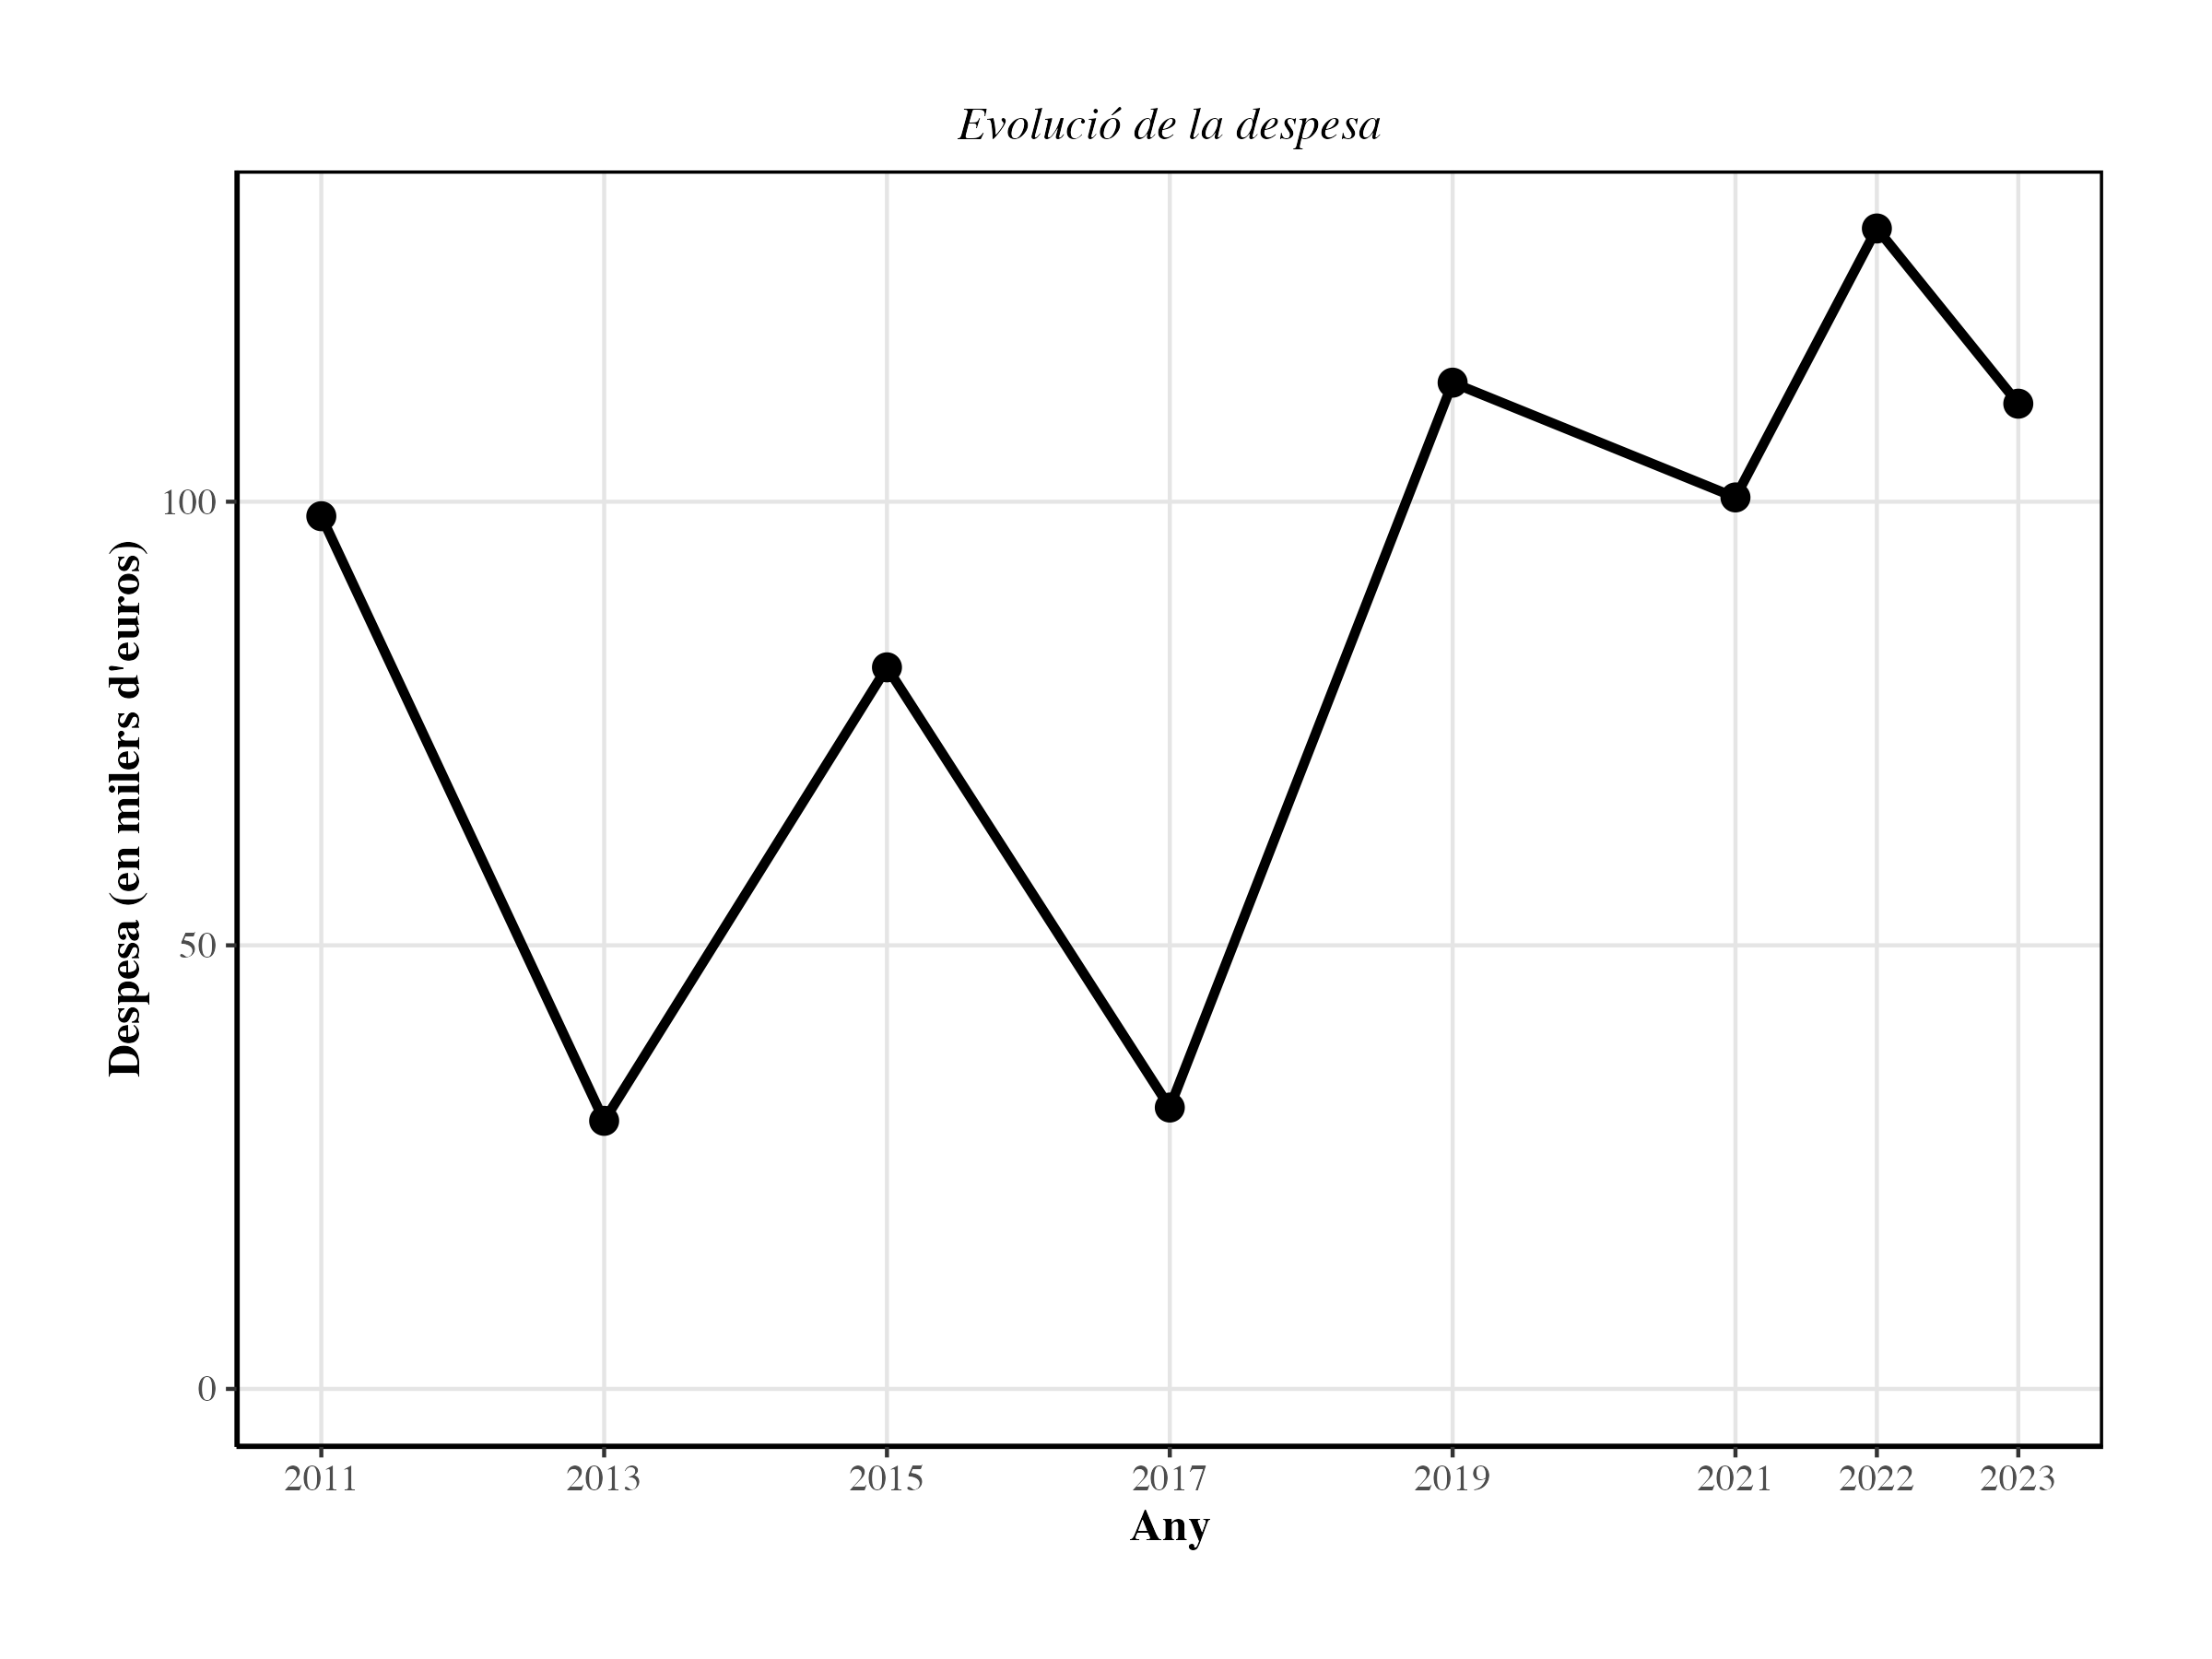 Evolució de la despesa
Despesa (en milers d'euros)
100
50
0
2011 2013 2015 2017 2019 2021 2022 2023
Any